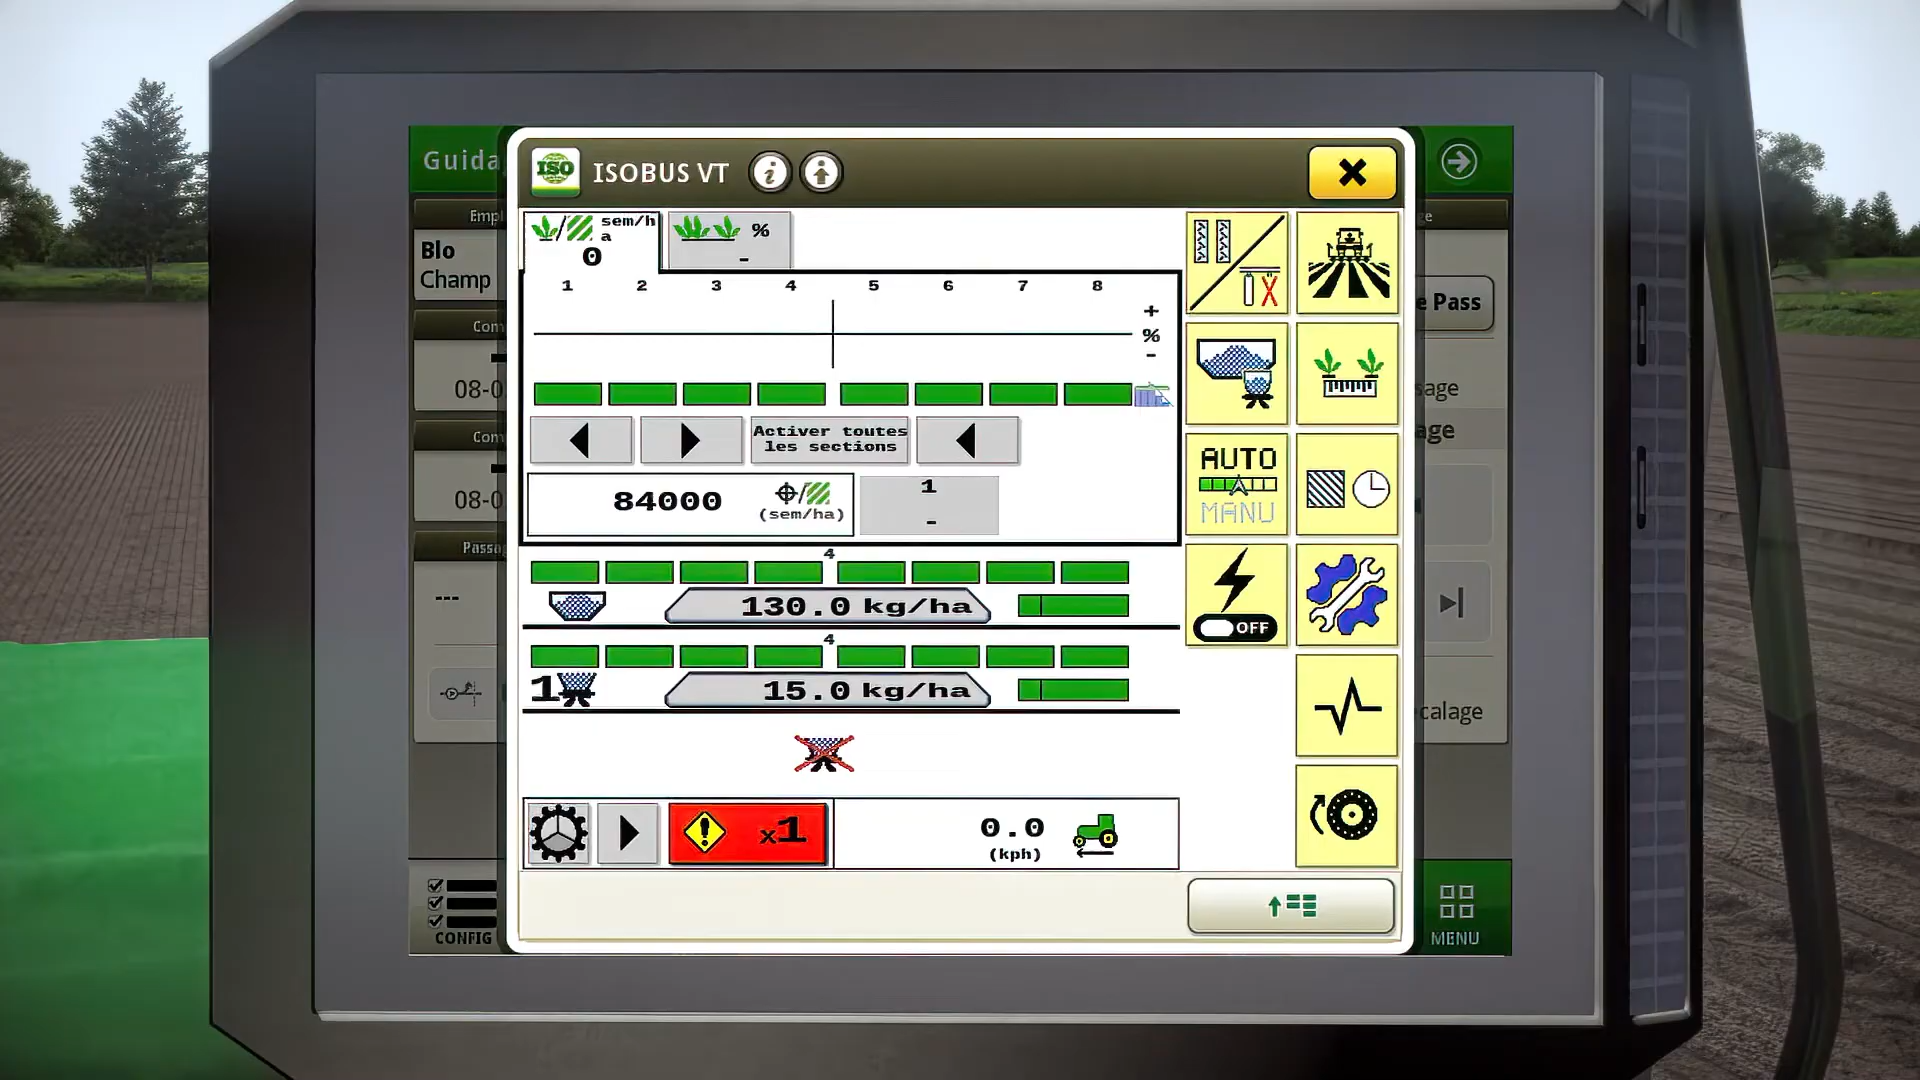 Guida
ISO
ISOBUS VT
Empl
Blo
Champ
Com
08-0
Com
08-0
Passa
---
CONFIG
sem/h
a
0
%
-
1 2 3 4 5 6 7 8
+
%
-
Activer toutes
les sections
84000
(sem/ha)
1
-
4
130.0 kg/ha
4
1
15.0 kg/ha
x1
0.0
(kph)
AUTO
MANU
OFF
e Pass
sage
age
calage
MENU